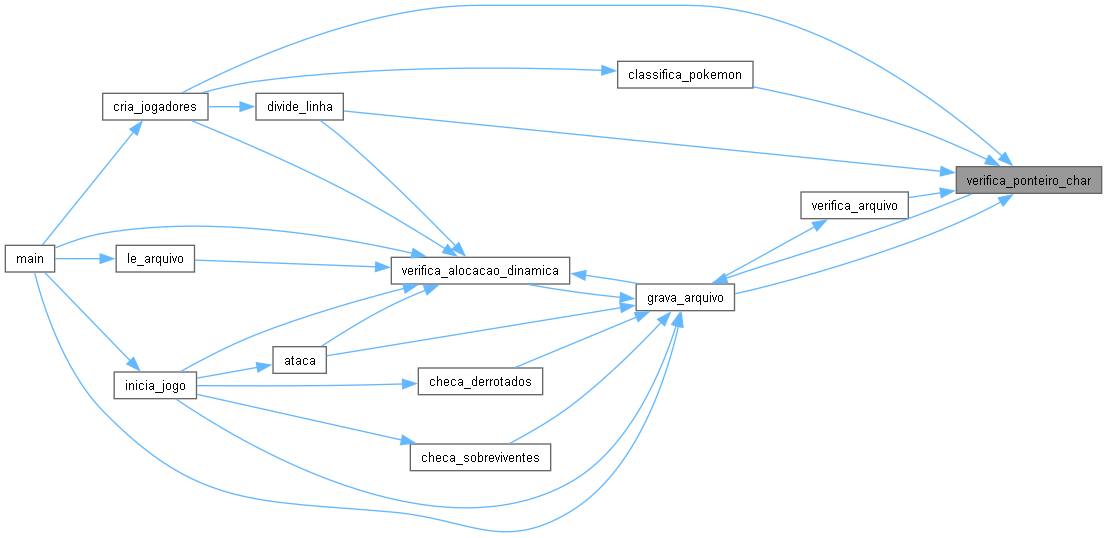 classifica_pokemon
cria_jogadores
divide_linha
verifica_ponteiro_char
verifica_arquivo
main
le_arquivo
verifica_alocacao_dinamica
grava_arquivo
ataca
checa_derrotados
inicia_jogo
checa_sobreviventes